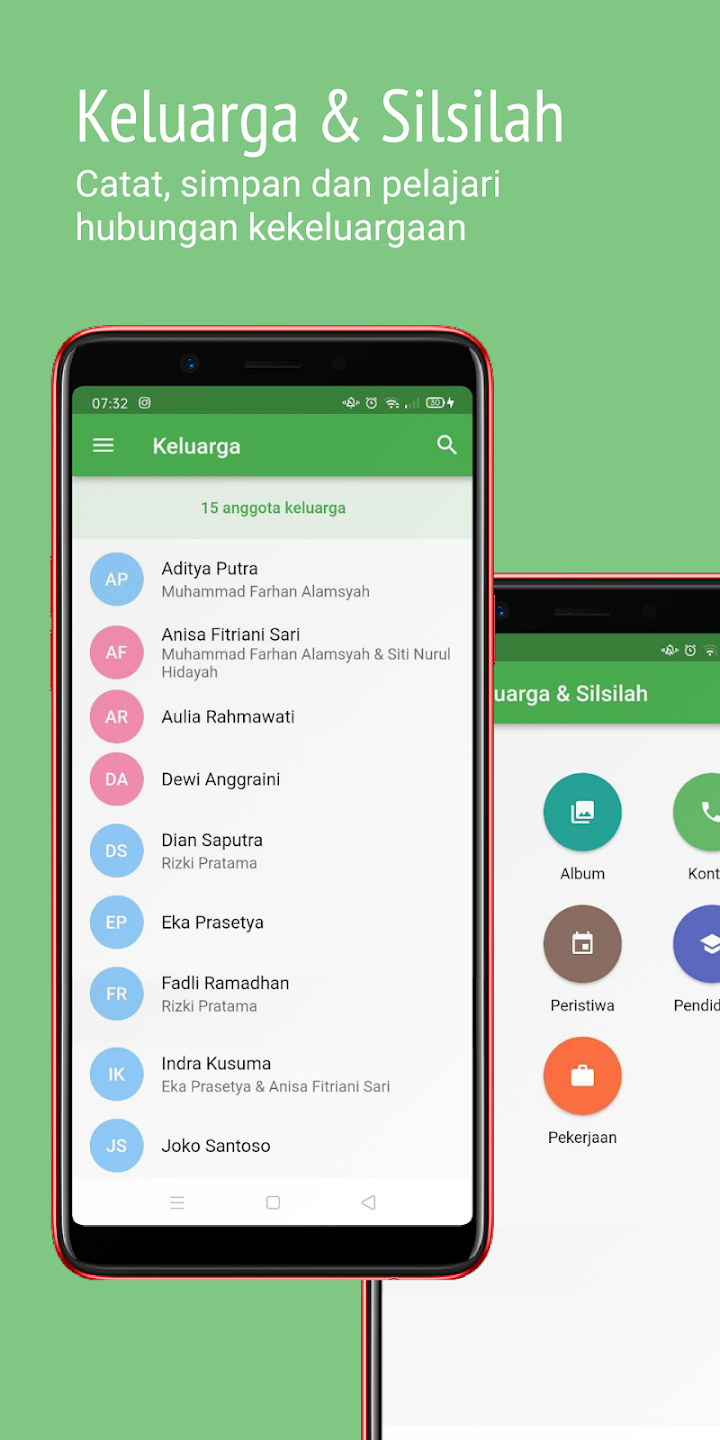 Keluarga & Silsilah
Catat, simpan dan pelajari
hubungan kekeluargaan
07:32
30
Keluarga
15 anggota keluarga
AP
Aditya Putra
Muhammad Farhan Alamsyah
AF
Anisa Fitriani Sari
Muhammad Farhan Alamsyah & Siti Nurul
Hidayah
AR
Aulia Rahmawati
DA
Dewi Anggraini
DS
Dian Saputra
Rizki Pratama
EP
Eka Prasetya
FR
Fadli Ramadhan
Rizki Pratama
IK
Indra Kusuma
Eka Prasetya & Anisa Fitriani Sari
JS
Joko Santoso
uarga & Silsilah
Album
Kont
Peristiwa
Pendid
Pekerjaan